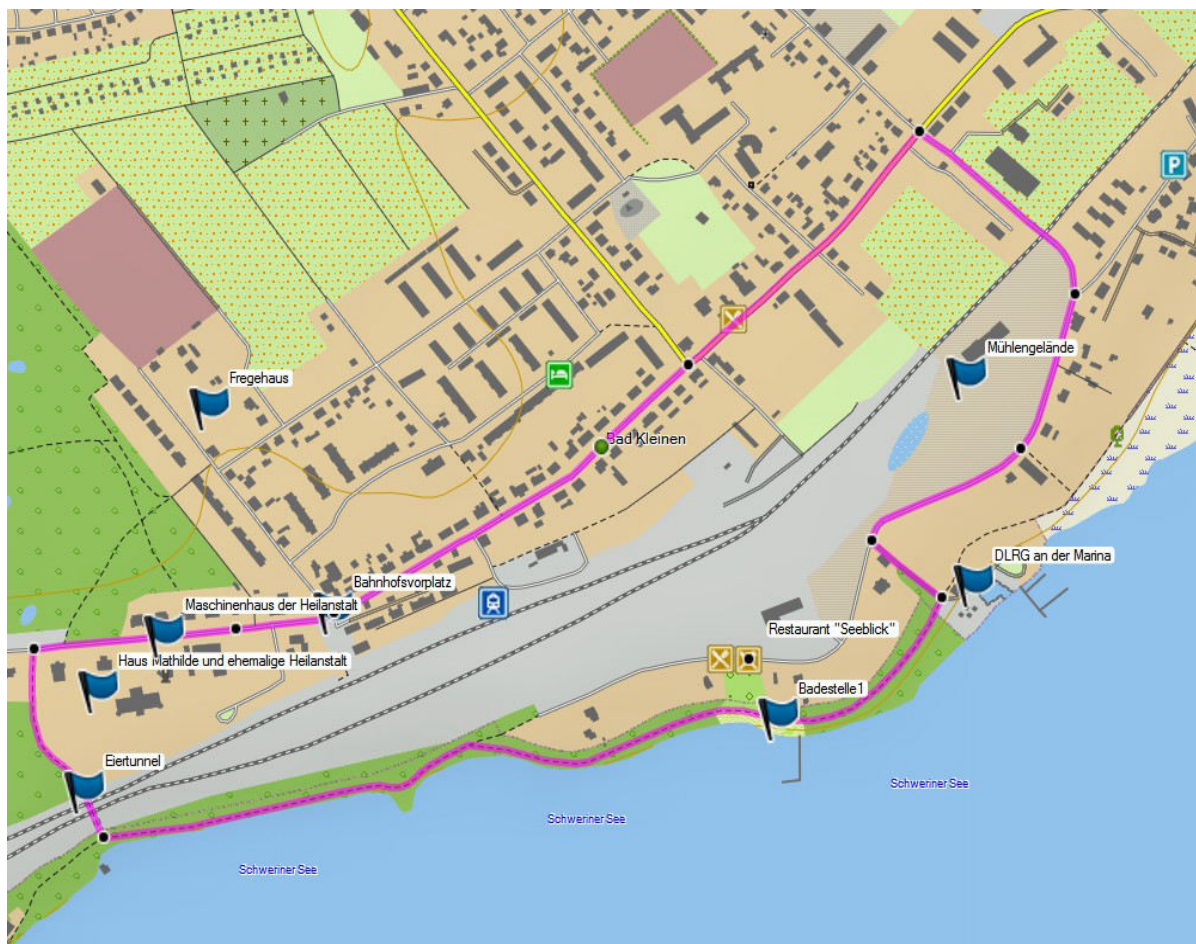 P
Mühlengelände
Fregehaus
Bad Kleinen
DLRG an der Marina
Bahnhofsvorplatz
Maschinenhaus der Heilanstalt
Restaurant "Seeblick"
Haus Mathilde und ehemalige Heilanstalt
Badestelle1
Eiertunnel
Schweriner See
Schweriner See
Schweriner See